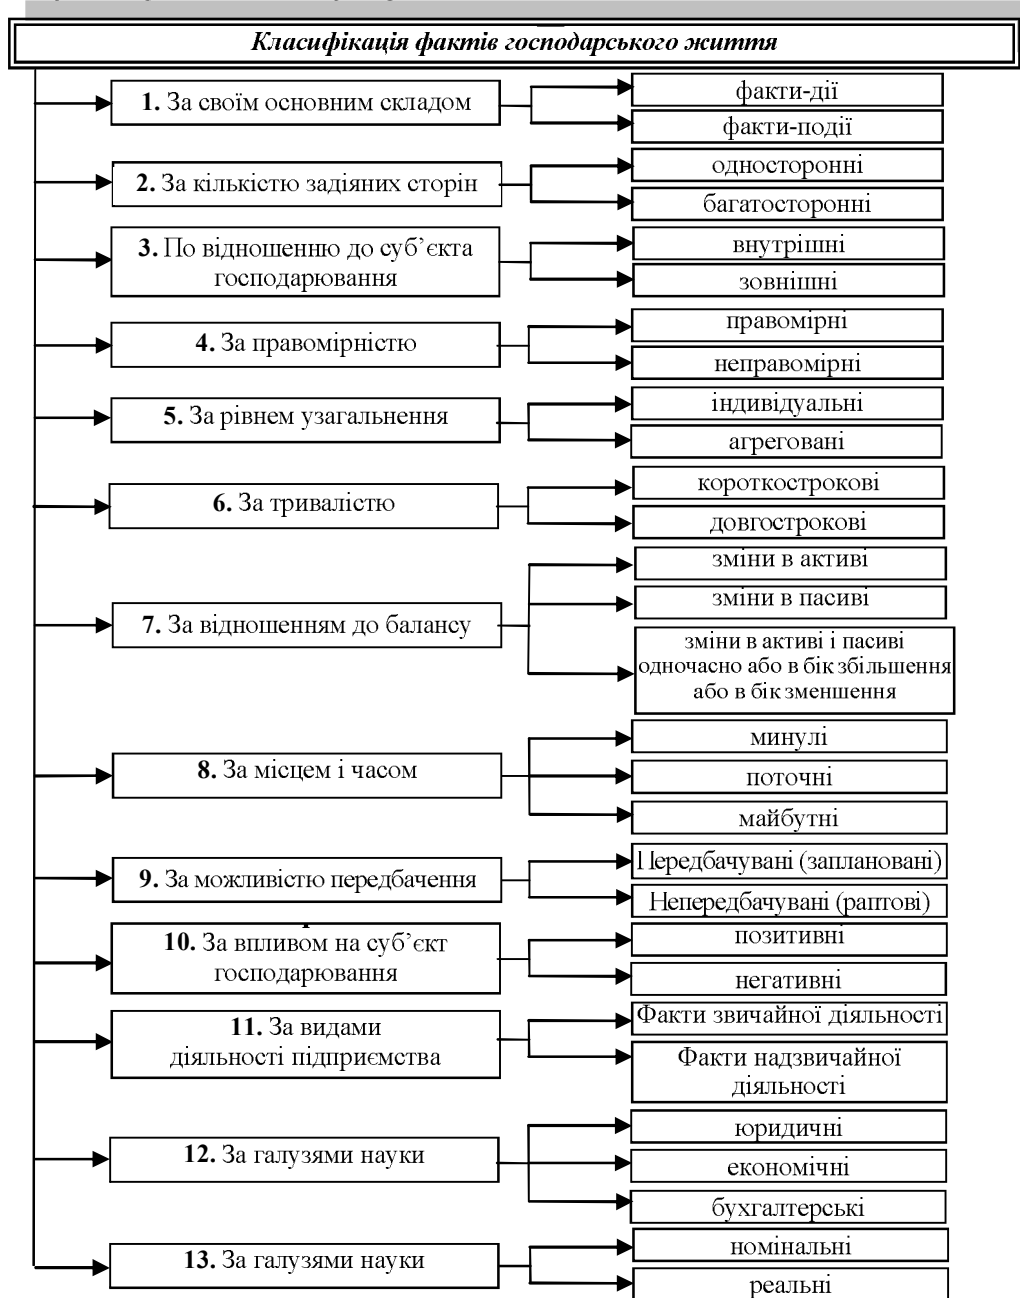 Класифікація фактів господарського життя
1. За своїм основним складом
факти-дії
факти-події
2. За кількістю задіяних сторін
односторонні
багатосторонні
3. По відношенню до суб’єкта
господарювання
внутрішні
зовнішні
4. За правомірністю
правомірні
неправомірні
5. За рівнем узагальнення
індивідуальні
агреговані
6. За тривалістю
короткострокові
довгострокові
7. За відношенням до балансу
зміни в активі
зміни в пасиві
зміни в активі і пасиві
одночасно або в бік збільшення
або в бік зменшення
8. За місцем і часом
минулі
поточні
майбутні
9. За можливістю передбачення
Передбачувані (заплановані)
Непередбачувані (раптові)
10. За впливом на суб’єкт
господарювання
позитивні
негативні
11. За видами
діяльності підприємства
Факти звичайної діяльності
Факти надзвичайної
діяльності
12. За галузями науки
юридичні
економічні
бухгалтерські
13. За галузями науки
номінальні
реальні